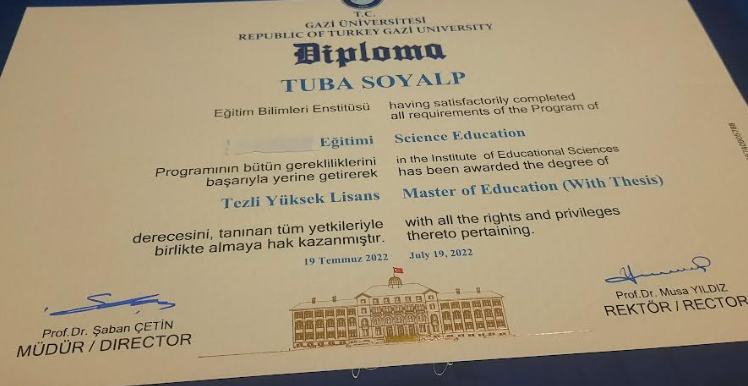 T.C.
GAZİ ÜNİVERSİTESİ
REPUBLIC OF TURKEY GAZI UNIVERSITY
Diploma
TUBA SOYALP
Eğitim Bilimleri Enstitüsü
Eğitimi
Programının bütün gerekliliklerini
başarıyla yerine getirerek
Tezli Yüksek Lisans
derecesini, tanınan tüm yetkileriyle
birlikte almaya hak kazanmıştır.
19 Temmuz 2022
having satisfactorily completed
all requirements of the Program of
Science Education
in the Institute of Educational Sciences
has been awarded the degree of
Master of Education (With Thesis)
with all the rights and privileges
thereto pertaining.
July 19, 2022
Prof.Dr. Şaban ÇETİN
MÜDÜR / DIRECTOR
Prof.Dr. Musa YILDIZ
REKTÖR / RECTOR